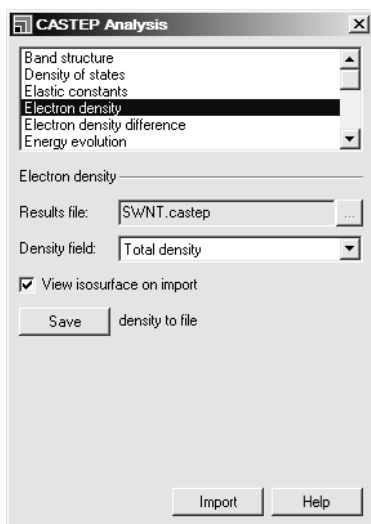 CASTEP Analysis
Band structure
Density of states
Elastic constants
Electron density
Electron density difference
Energy evolution
Electron density
Results file: SWNT.castep ...
Density field: Total density
View isosurface on import
Save density to file
Import Help